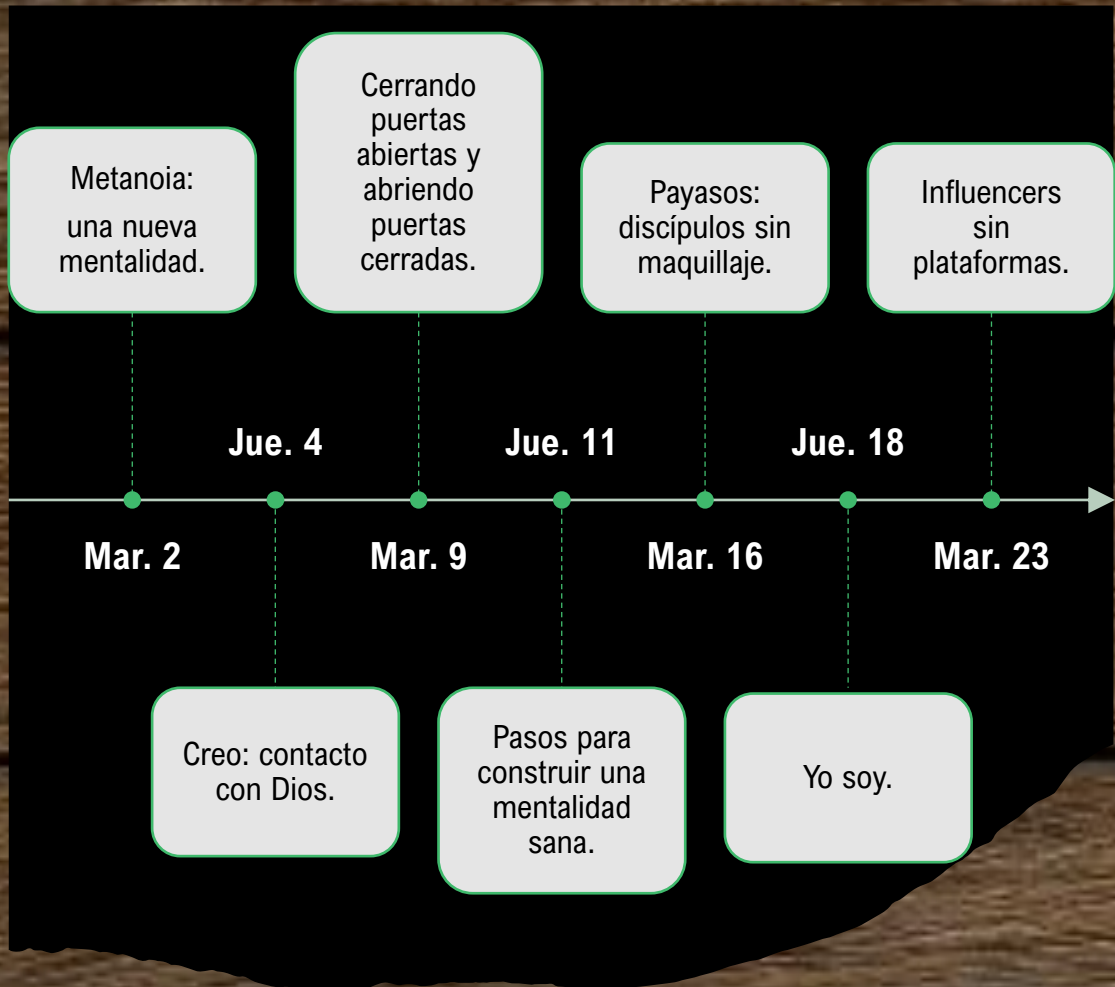 Metanoia:
una nueva
mentalidad.
Cerrando
puertas
abiertas y
abriendo
puertas
cerradas.
Payasos:
discípulos sin
maquillaje.
Influencers
sin
plataformas.
Jue. 4
Jue. 11
Jue. 18
Mar. 2
Mar. 9
Mar. 16
Mar. 23
Creo: contacto
con Dios.
Pasos para
construir una
mentalidad
sana.
Yo soy.